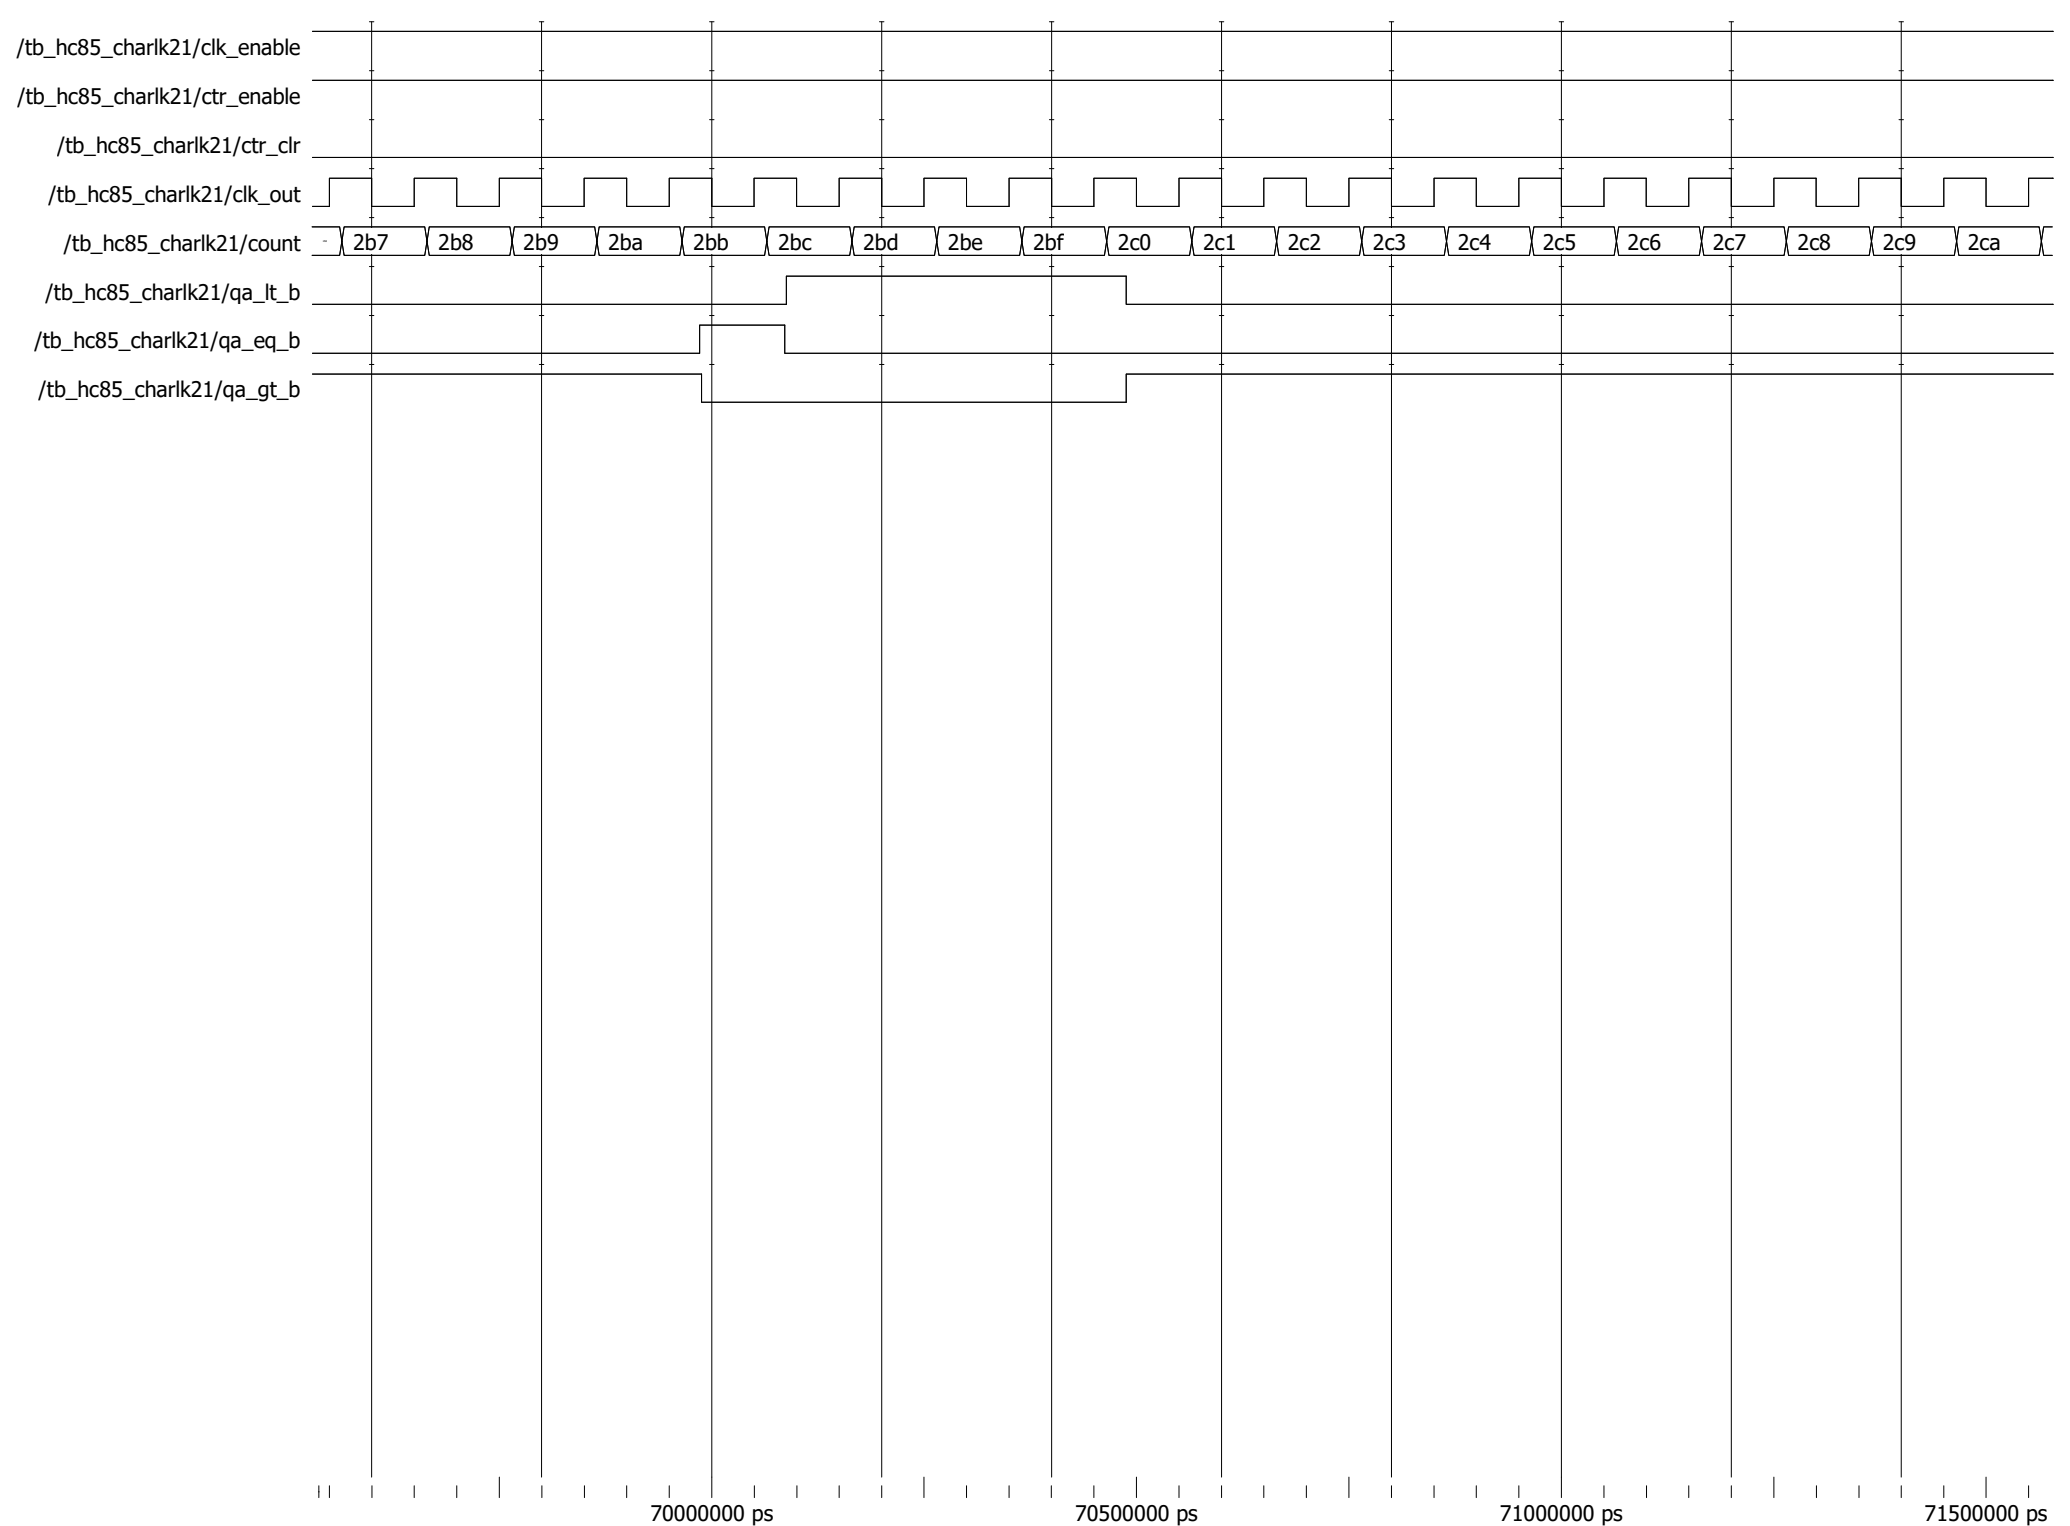 /tb_hc85_charlk21/clk_enable
/tb_hc85_charlk21/ctr_enable
/tb_hc85_charlk21/ctr_clr
/tb_hc85_charlk21/clk_out
/tb_hc85_charlk21/count - 2b7 2b8 2b9 2ba 2bb 2bc 2bd 2be 2bf 2c0 2c1 2c2 2c3 2c4 2c5 2c6 2c7 2c8 2c9 2ca
/tb_hc85_charlk21/qa_lt_b
/tb_hc85_charlk21/qa_eq_b
/tb_hc85_charlk21/qa_gt_b
70000000 ps 70500000 ps 71000000 ps 71500000 ps